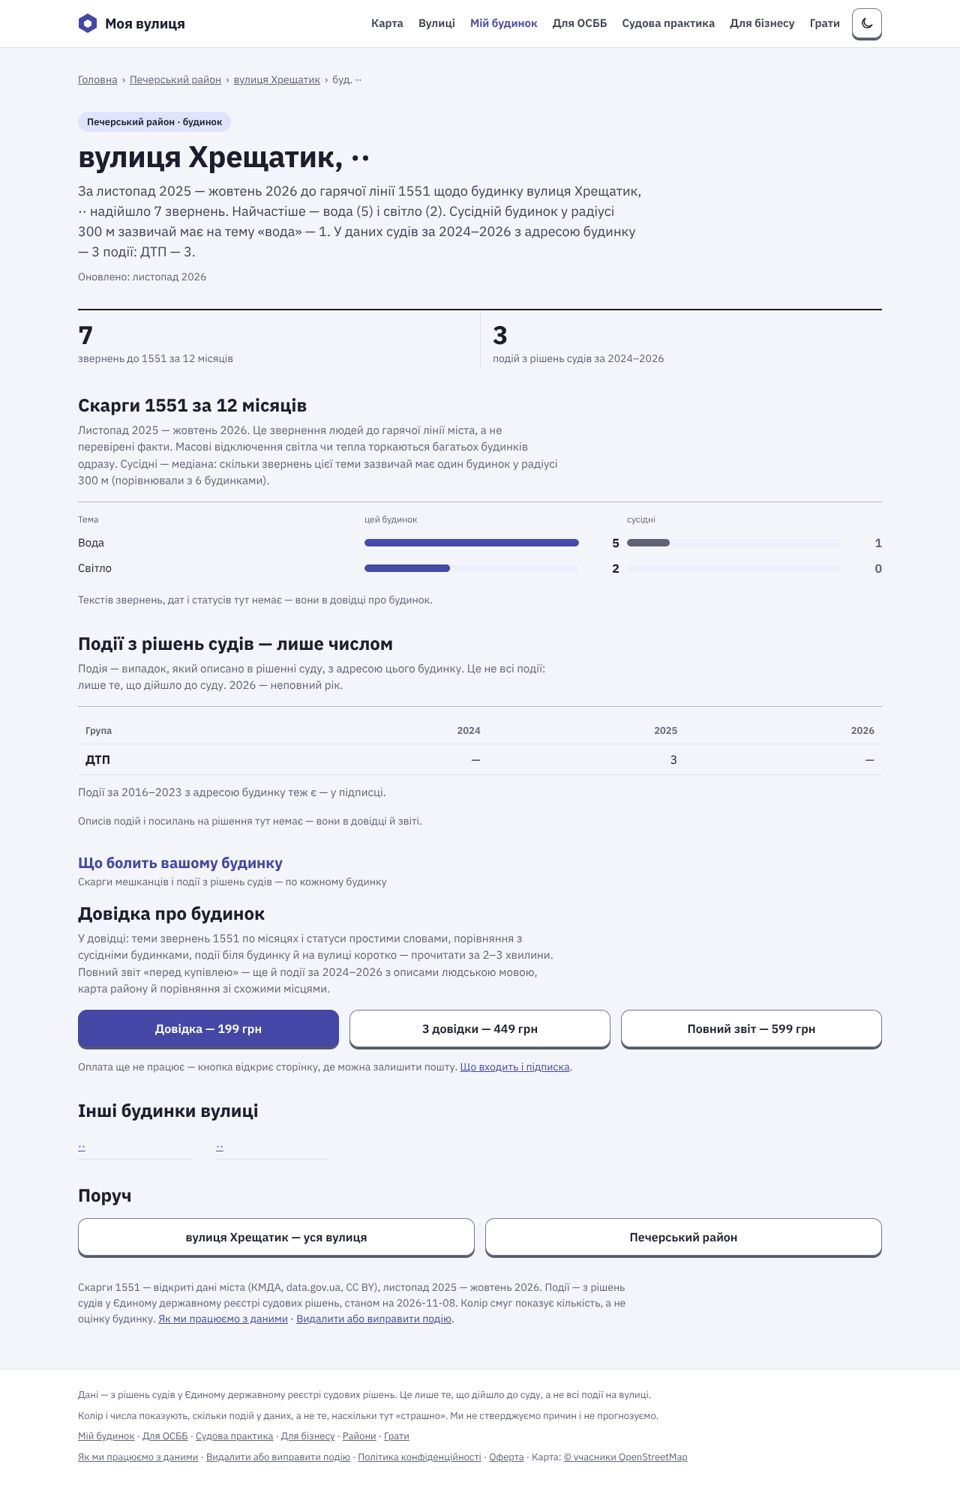 Моя вулиця
Карта Вулиці Мій будинок Для ОСББ Судова практика Для бізнесу Грати
Головна › Печерський район › вулиця Хрещатик › буд. ··
Печерський район · будинок
вулиця Хрещатик, ··
За листопад 2025 — жовтень 2026 до гарячої лінії 1551 щодо будинку вулиця Хрещатик,
·· надійшло 7 звернень. Найчастіше — вода (5) і світло (2). Сусідній будинок у радіусі
300 м зазвичай має на тему «вода» — 1. У даних судів за 2024–2026 з адресою будинку
— 3 події: ДТП — 3.
Оновлено: листопад 2026
7
звернень до 1551 за 12 місяців
3
подій з рішень судів за 2024–2026
Скарги 1551 за 12 місяців
Листопад 2025 — жовтень 2026. Це звернення людей до гарячої лінії міста, а не
перевірені факти. Масові відключення світла чи тепла торкаються багатьох будинків
одразу. Сусідні — медіана: скільки звернень цієї теми зазвичай має один будинок у радіусі
300 м (порівнювали з 6 будинками).
Тема цей будинок сусідні
Вода 5 1
Світло 2 0
Текстів звернень, дат і статусів тут немає — вони в довідці про будинок.
Події з рішень судів — лише числом
Подія — випадок, який описано в рішенні суду, з адресою цього будинку. Це не всі події:
лише те, що дійшло до суду. 2026 — неповний рік.
Група 2024 2025 2026
ДТП — 3 —
Події за 2016–2023 з адресою будинку теж є — у підписці.
Описів подій і посилань на рішення тут немає — вони в довідці й звіті.
Що болить вашому будинку
Скарги мешканців і події з рішень судів — по кожному будинку
Довідка про будинок
У довідці: теми звернень 1551 по місяцях і статуси простими словами, порівняння з
сусідніми будинками, події біля будинку й на вулиці коротко — прочитати за 2–3 хвилини.
Повний звіт «перед купівлею» — ще й події за 2024–2026 з описами людською мовою,
карта району й порівняння зі схожими місцями.
Довідка — 199 грн
3 довідки — 449 грн
Повний звіт — 599 грн
Оплата ще не працює — кнопка відкриє сторінку, де можна залишити пошту. Що входить і підписка.
Інші будинки вулиці
·· ··
Поруч
вулиця Хрещатик — уся вулиця
Печерський район
Скарги 1551 — відкриті дані міста (КМДА, data.gov.ua, CC BY), листопад 2025 — жовтень 2026. Події — з рішень
судів у Єдиному державному реєстрі судових рішень, станом на 2026-11-08. Колір смуг показує кількість, а не
оцінку будинку. Як ми працюємо з даними · Видалити або виправити подію.
Дані — з рішень судів у Єдиному державному реєстрі судових рішень. Це лише те, що дійшло до суду, а не всі події на вулиці.
Колір і числа показують, скільки подій у даних, а не те, наскільки тут «страшно». Ми не стверджуємо причин і не прогнозуємо.
Мій будинок · Для ОСББ · Судова практика · Для бізнесу · Райони · Грати
Як ми працюємо з даними · Видалити або виправити подію · Політика конфіденційності · Оферта · Карта: © учасники OpenStreetMap